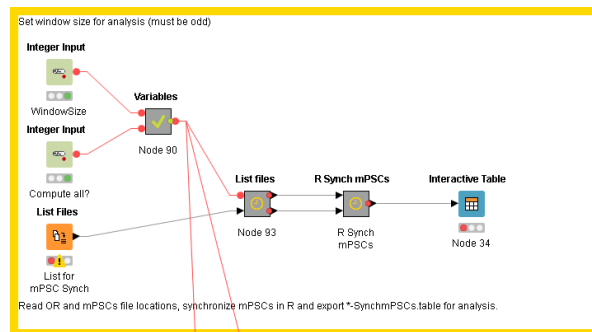 Set window size for analysis (must be odd)
Integer Input
WindowSize
Variables
Node 90
Integer Input
Compute all?
List files
R Synch mPSCs
Interactive Table
Node 93
R Synch
mPSCs
Node 34
List Files
List for
mPSC Synch
Read OR and mPSCs file locations, synchronize mPSCs in R and export *-SynchmPSCs.table for analysis.